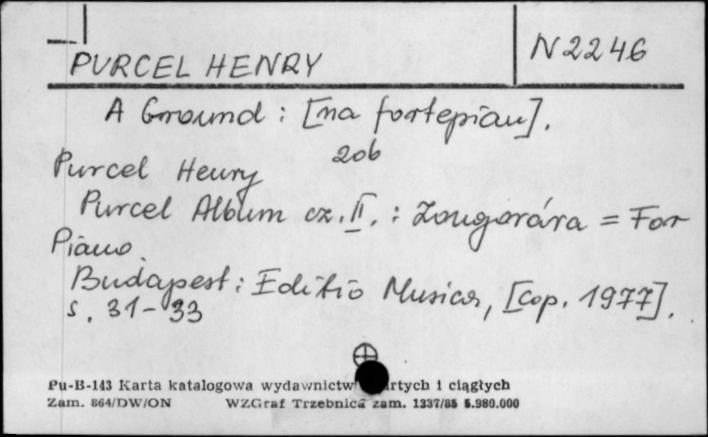 PURCEL HENRY
N 2246
A Ground : [na fortepian].
Zob
Purcel Henry
Purcel Album cz. II. : Zongorára = For
Piano.
Budapest : Editio Musica, [cop. 1977].
s. 31-33
Pu-B-143 Karta katalogowa wydawnictw i ciągłych
Zam. 864/DW/ON WZGraf Trzebnica zam. 1337/85 5.980.000